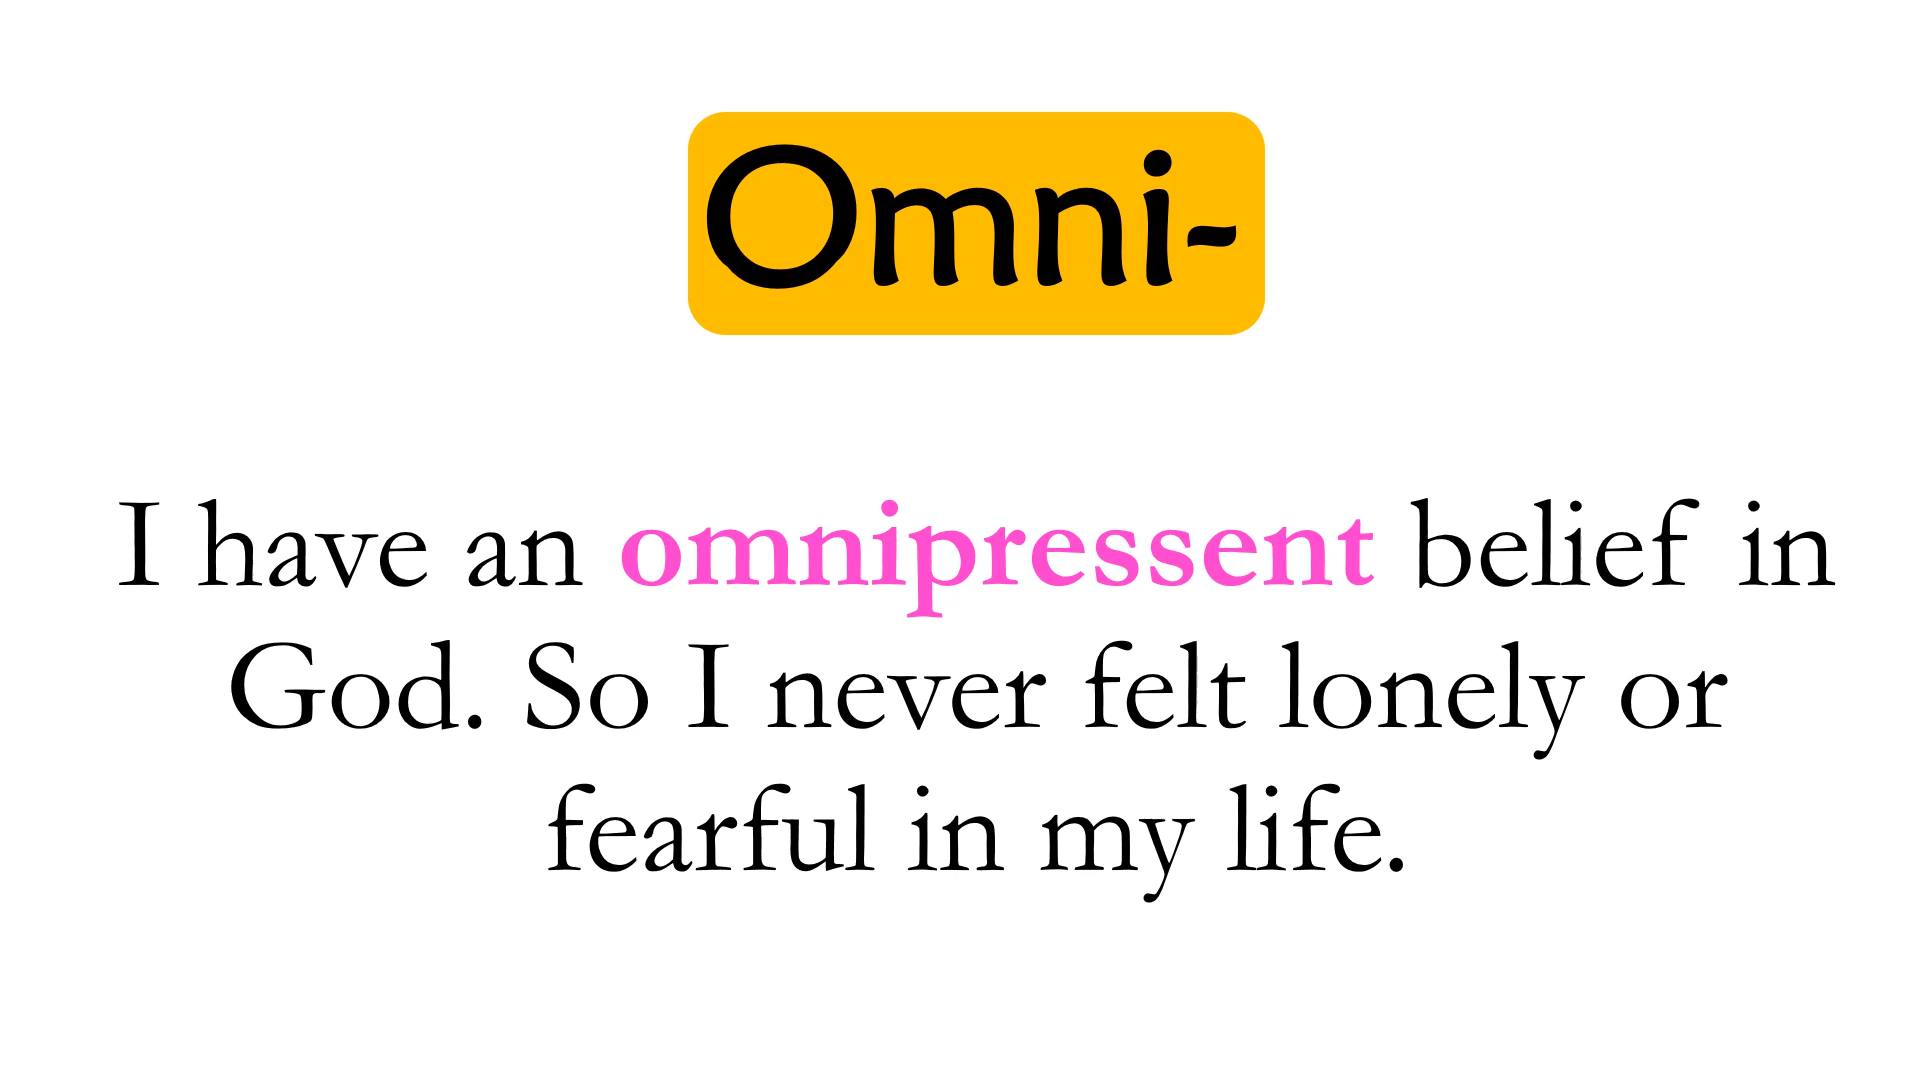 Omni-
I have an omnipressent belief in
God. So I never felt lonely or
fearful in my life.